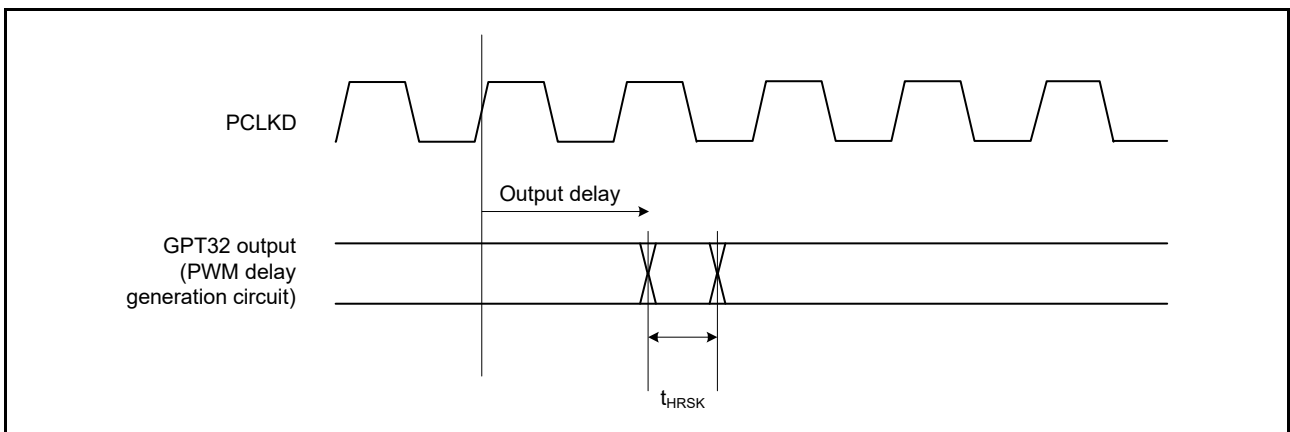 PCLKD
Output delay
GPT32 output
(PWM delay
generation circuit)
tHRSK